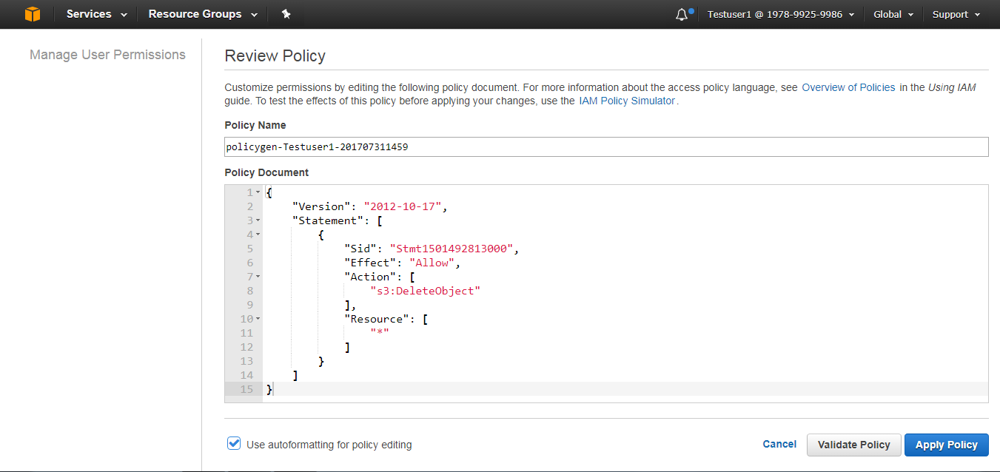 Services Resource Groups Testuser1 @ 1978-9925-9986 Global Support
Manage User Permissions
Review Policy
Customize permissions by editing the following policy document. For more information about the access policy language, see Overview of Policies in the Using IAM
guide. To test the effects of this policy before applying your changes, use the IAM Policy Simulator.
Policy Name
policygen-Testuser1-201707311459
Policy Document
1 {
2     "Version": "2012-10-17",
3     "Statement": [
4         {
5             "Sid": "Stmt1501492813000",
6             "Effect": "Allow",
7             "Action": [
8                 "s3:DeleteObject"
9             ],
10             "Resource": [
11                 "*"
12             ]
13         }
14     ]
15 }
Use autoformatting for policy editing
Cancel Validate Policy Apply Policy